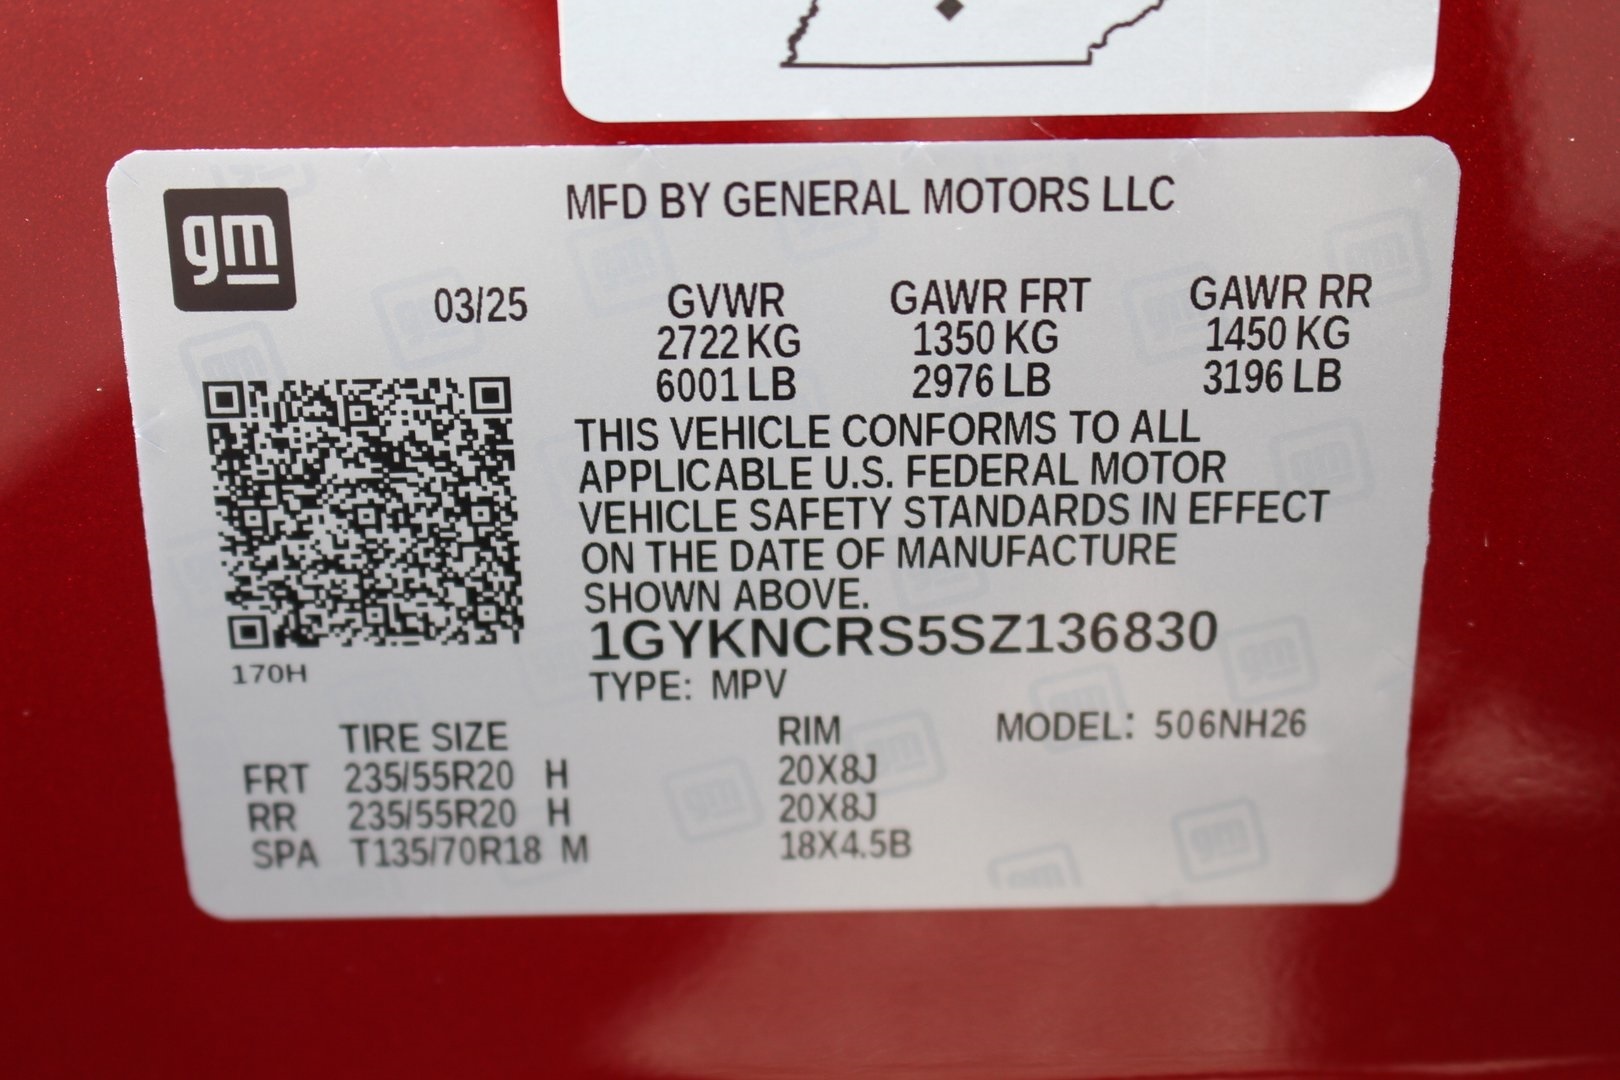 gm
MFD BY GENERAL MOTORS LLC
03/25 GVWR GAWR FRT GAWR RR
2722 KG 1350 KG 1450 KG
6001 LB 2976 LB 3196 LB
THIS VEHICLE CONFORMS TO ALL
APPLICABLE U.S. FEDERAL MOTOR
VEHICLE SAFETY STANDARDS IN EFFECT
ON THE DATE OF MANUFACTURE
SHOWN ABOVE.
1GYKNCRS5SZ136830
170H
TYPE: MPV
TIRE SIZE RIM MODEL: 506NH26
FRT 235/55R20 H 20X8J
RR 235/55R20 H 20X8J
SPA T135/70R18 M 18X4.5B